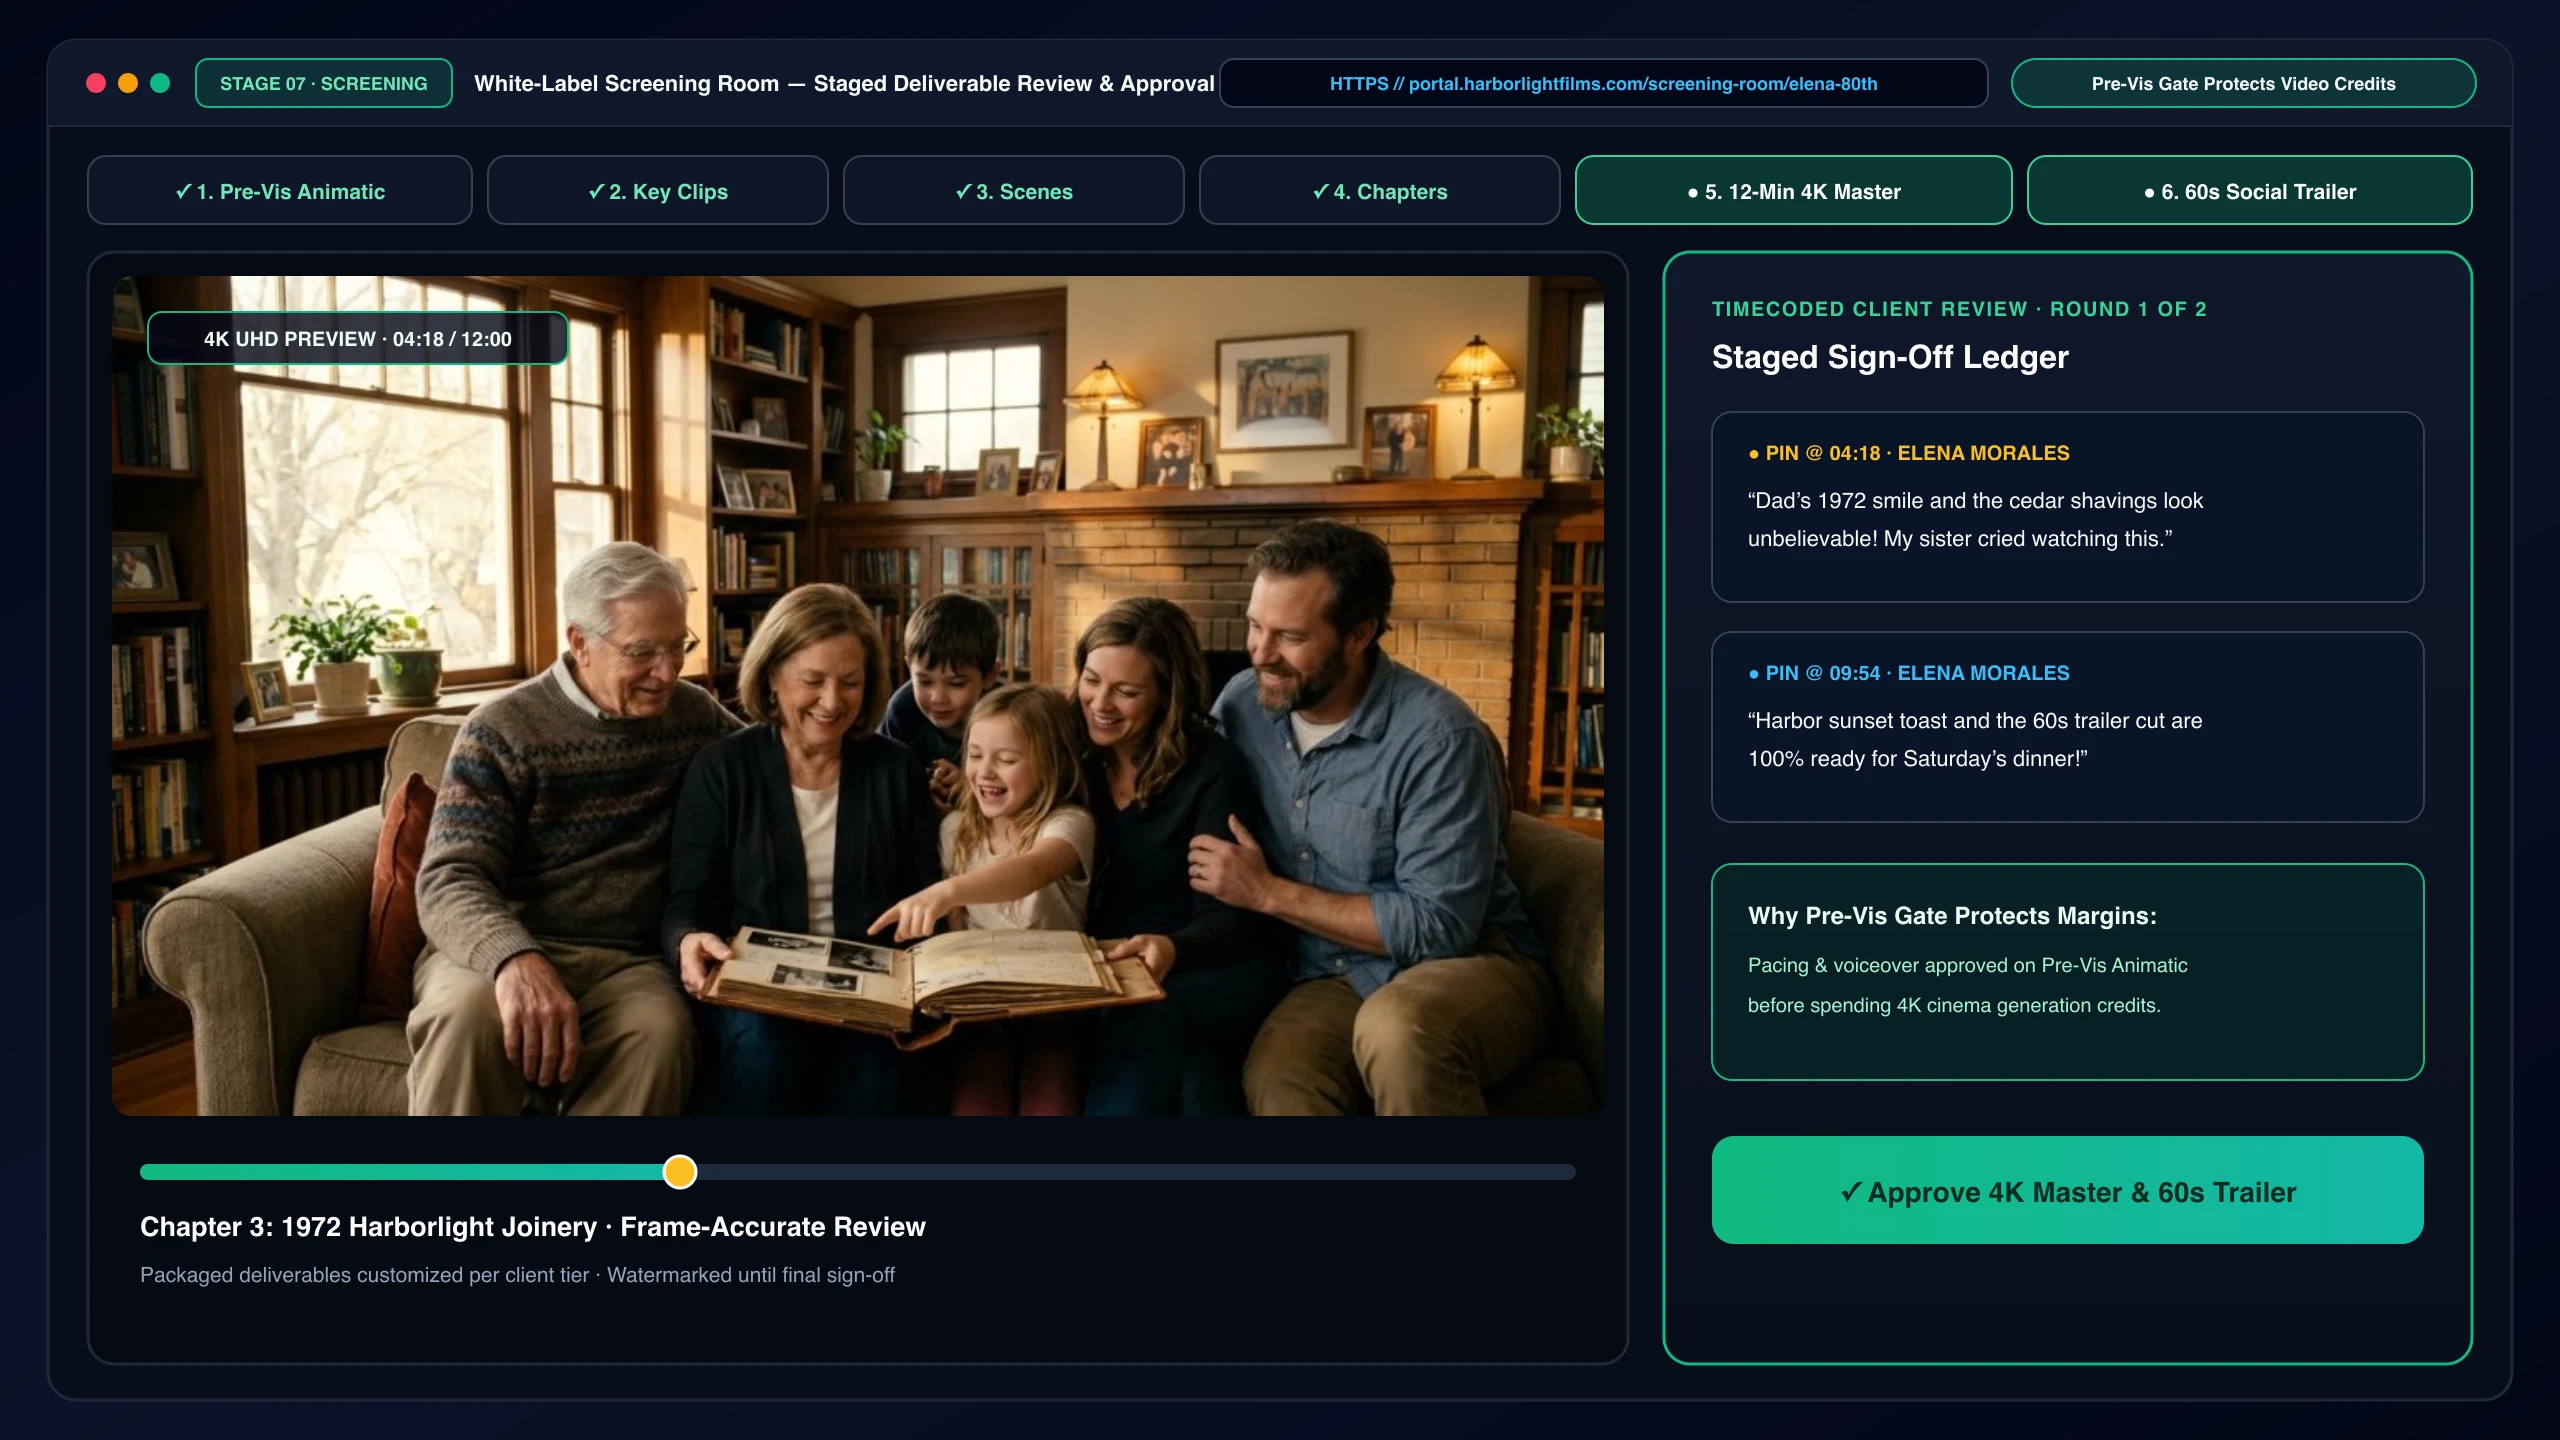 STAGE 07 · SCREENING
White-Label Screening Room — Staged Deliverable Review & Approval
HTTPS // portal.harborlightfilms.com/screening-room/elena-80th
Pre-Vis Gate Protects Video Credits
✓ 1. Pre-Vis Animatic
✓ 2. Key Clips
✓ 3. Scenes
✓ 4. Chapters
● 5. 12-Min 4K Master
● 6. 60s Social Trailer
4K UHD PREVIEW · 04:18 / 12:00
Chapter 3: 1972 Harborlight Joinery · Frame-Accurate Review
Packaged deliverables customized per client tier · Watermarked until final sign-off
TIMECODED CLIENT REVIEW · ROUND 1 OF 2
Staged Sign-Off Ledger
● PIN @ 04:18 · ELENA MORALES
“Dad’s 1972 smile and the cedar shavings look
unbelievable! My sister cried watching this.”
● PIN @ 09:54 · ELENA MORALES
“Harbor sunset toast and the 60s trailer cut are
100% ready for Saturday’s dinner!”
Why Pre-Vis Gate Protects Margins:
Pacing & voiceover approved on Pre-Vis Animatic
before spending 4K cinema generation credits.
✓ Approve 4K Master & 60s Trailer